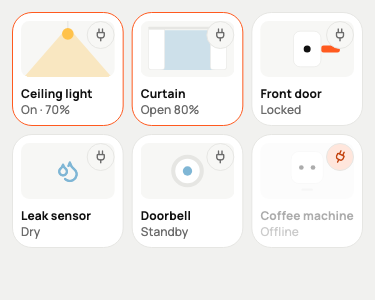 Ceiling light
On · 70%
Curtain
Open 80%
Front door
Locked
Leak sensor
Dry
Doorbell
Standby
Coffee machine
Offline